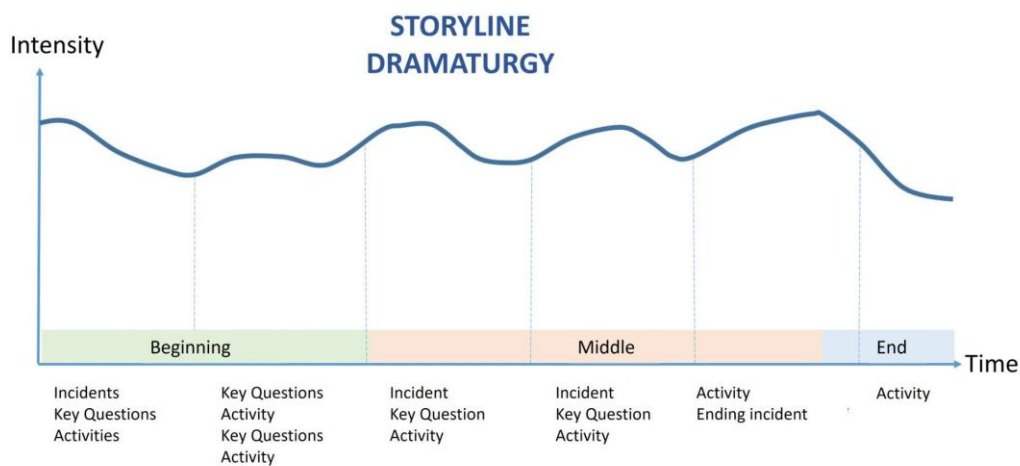 STORYLINE
DRAMATURGY
Intensity
Beginning
Middle
End
Time
Incidents
Key Questions
Activities
Key Questions
Activity
Key Questions
Activity
Incident
Key Question
Activity
Incident
Key Question
Activity
Activity
Ending incident
Activity